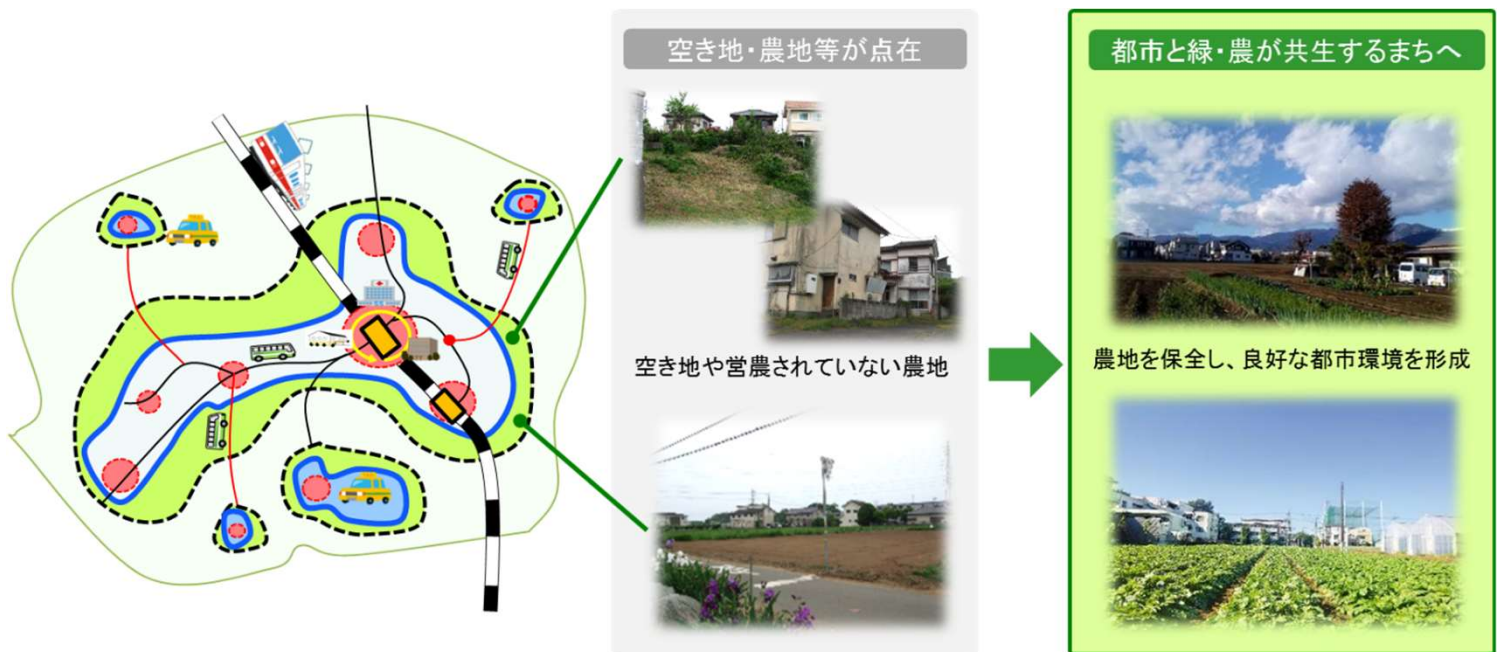 空き地・農地等が点在
空き地や営農されていない農地
都市と緑・農が共生するまちへ
農地を保全し、良好な都市環境を形成